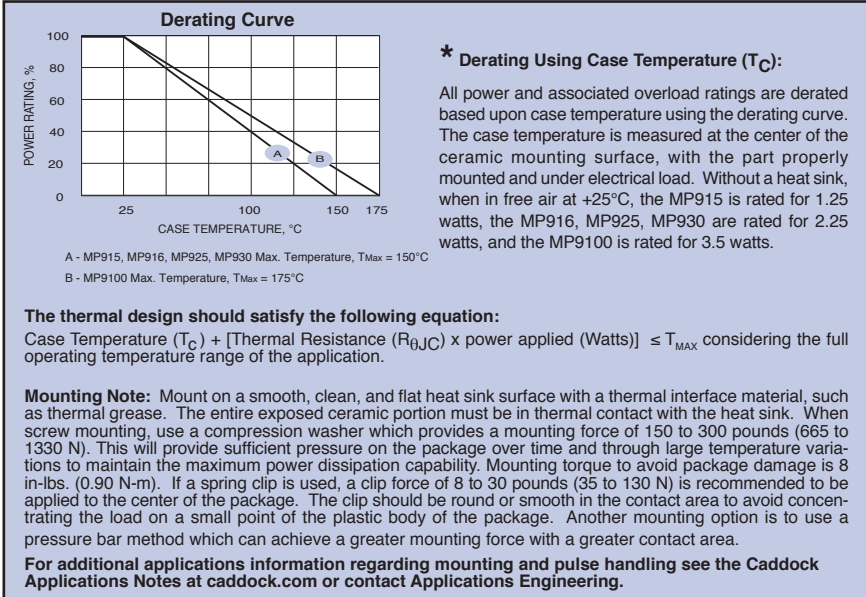 Derating Curve
POWER RATING, %
100
80
60
40
20
0
A
B
25
100
150
175
CASE TEMPERATURE, °C
A - MP915, MP916, MP925, MP930 Max. Temperature, TMax = 150°C
B - MP9100 Max. Temperature, TMax = 175°C
* Derating Using Case Temperature (TC):
All power and associated overload ratings are derated
based upon case temperature using the derating curve.
The case temperature is measured at the center of the
ceramic mounting surface, with the part properly
mounted and under electrical load. Without a heat sink,
when in free air at +25°C, the MP915 is rated for 1.25
watts, the MP916, MP925, MP930 are rated for 2.25
watts, and the MP9100 is rated for 3.5 watts.
The thermal design should satisfy the following equation:
Case Temperature (TC) + [Thermal Resistance (RθJC) x power applied (Watts)] ≤ TMAX considering the full
operating temperature range of the application.
Mounting Note: Mount on a smooth, clean, and flat heat sink surface with a thermal interface material, such
as thermal grease. The entire exposed ceramic portion must be in thermal contact with the heat sink. When
screw mounting, use a compression washer which provides a mounting force of 150 to 300 pounds (665 to
1330 N). This will provide sufficient pressure on the package over time and through large temperature varia-
tions to maintain the maximum power dissipation capability. Mounting torque to avoid package damage is 8
in-lbs. (0.90 N-m). If a spring clip is used, a clip force of 8 to 30 pounds (35 to 130 N) is recommended to be
applied to the center of the package. The clip should be round or smooth in the contact area to avoid concen-
trating the load on a small point of the plastic body of the package. Another mounting option is to use a
pressure bar method which can achieve a greater mounting force with a greater contact area.
For additional applications information regarding mounting and pulse handling see the Caddock
Applications Notes at caddock.com or contact Applications Engineering.